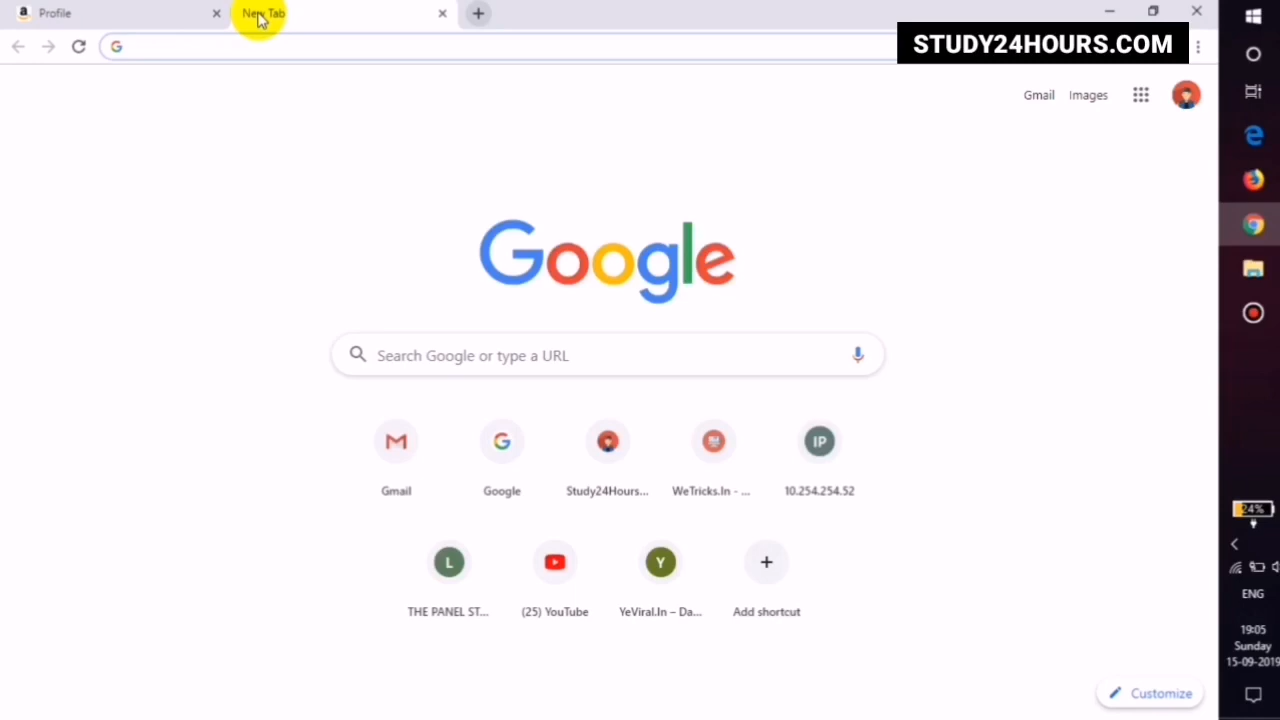 Profile
New Tab
STUDY24HOURS.COM
Gmail Images
Google
Search Google or type a URL
IP
Gmail Google Study24Hours... WeTricks.In - ... 10.254.254.52
L Y
THE PANEL ST... (25) YouTube YeViral.In – Da... Add shortcut
Customize
24%
ENG
19:05
Sunday
15-09-2019